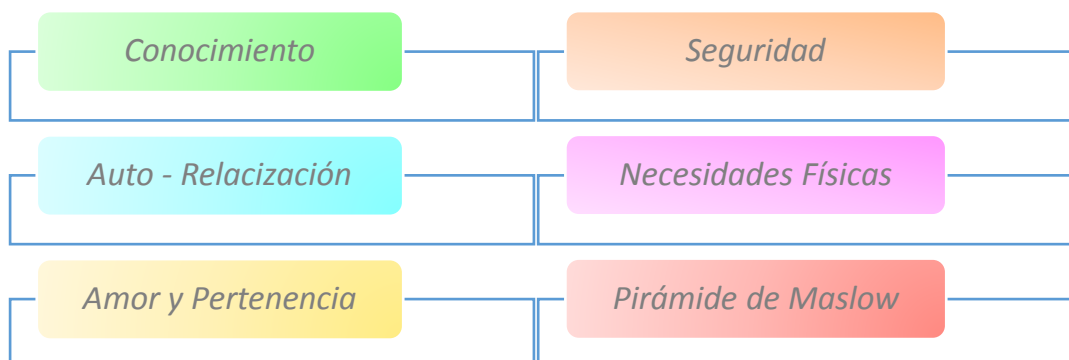 Conocimiento
Seguridad
Auto - Relacización
Necesidades Físicas
Amor y Pertenencia
Pirámide de Maslow